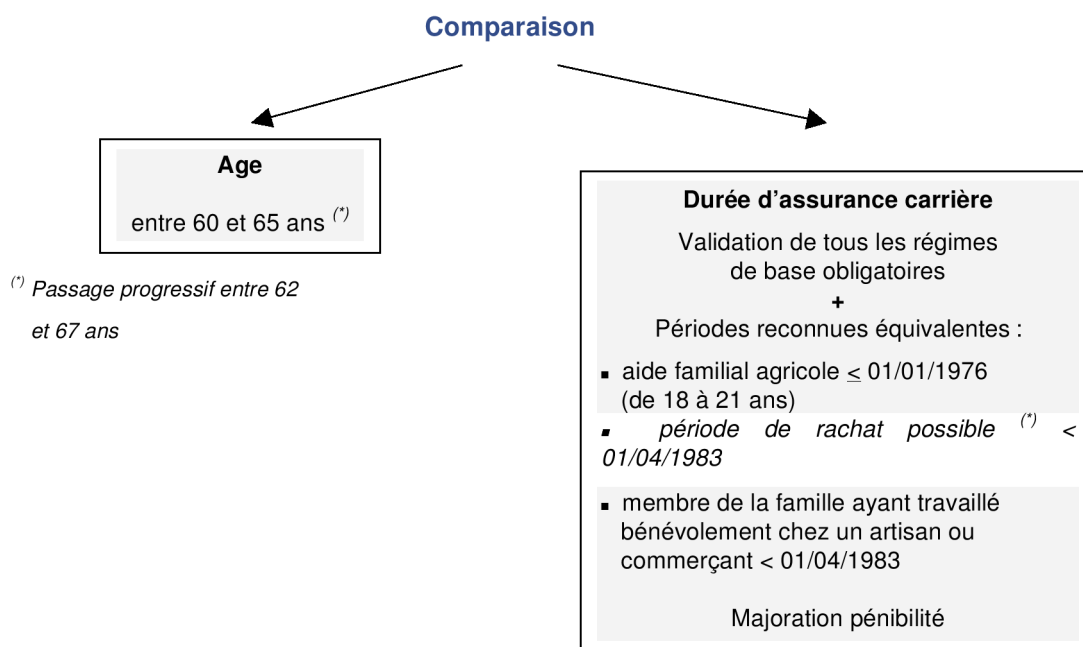 Comparaison
Age
entre 60 et 65 ans (*)
(*) Passage progressif entre 62
et 67 ans
Durée d’assurance carrière
Validation de tous les régimes
de base obligatoires
+
Périodes reconnues équivalentes :
▪ aide familial agricole ≤ 01/01/1976
(de 18 à 21 ans)
▪ période de rachat possible (*) <
01/04/1983
▪ membre de la famille ayant travaillé
bénévolement chez un artisan ou
commerçant < 01/04/1983
Majoration pénibilité